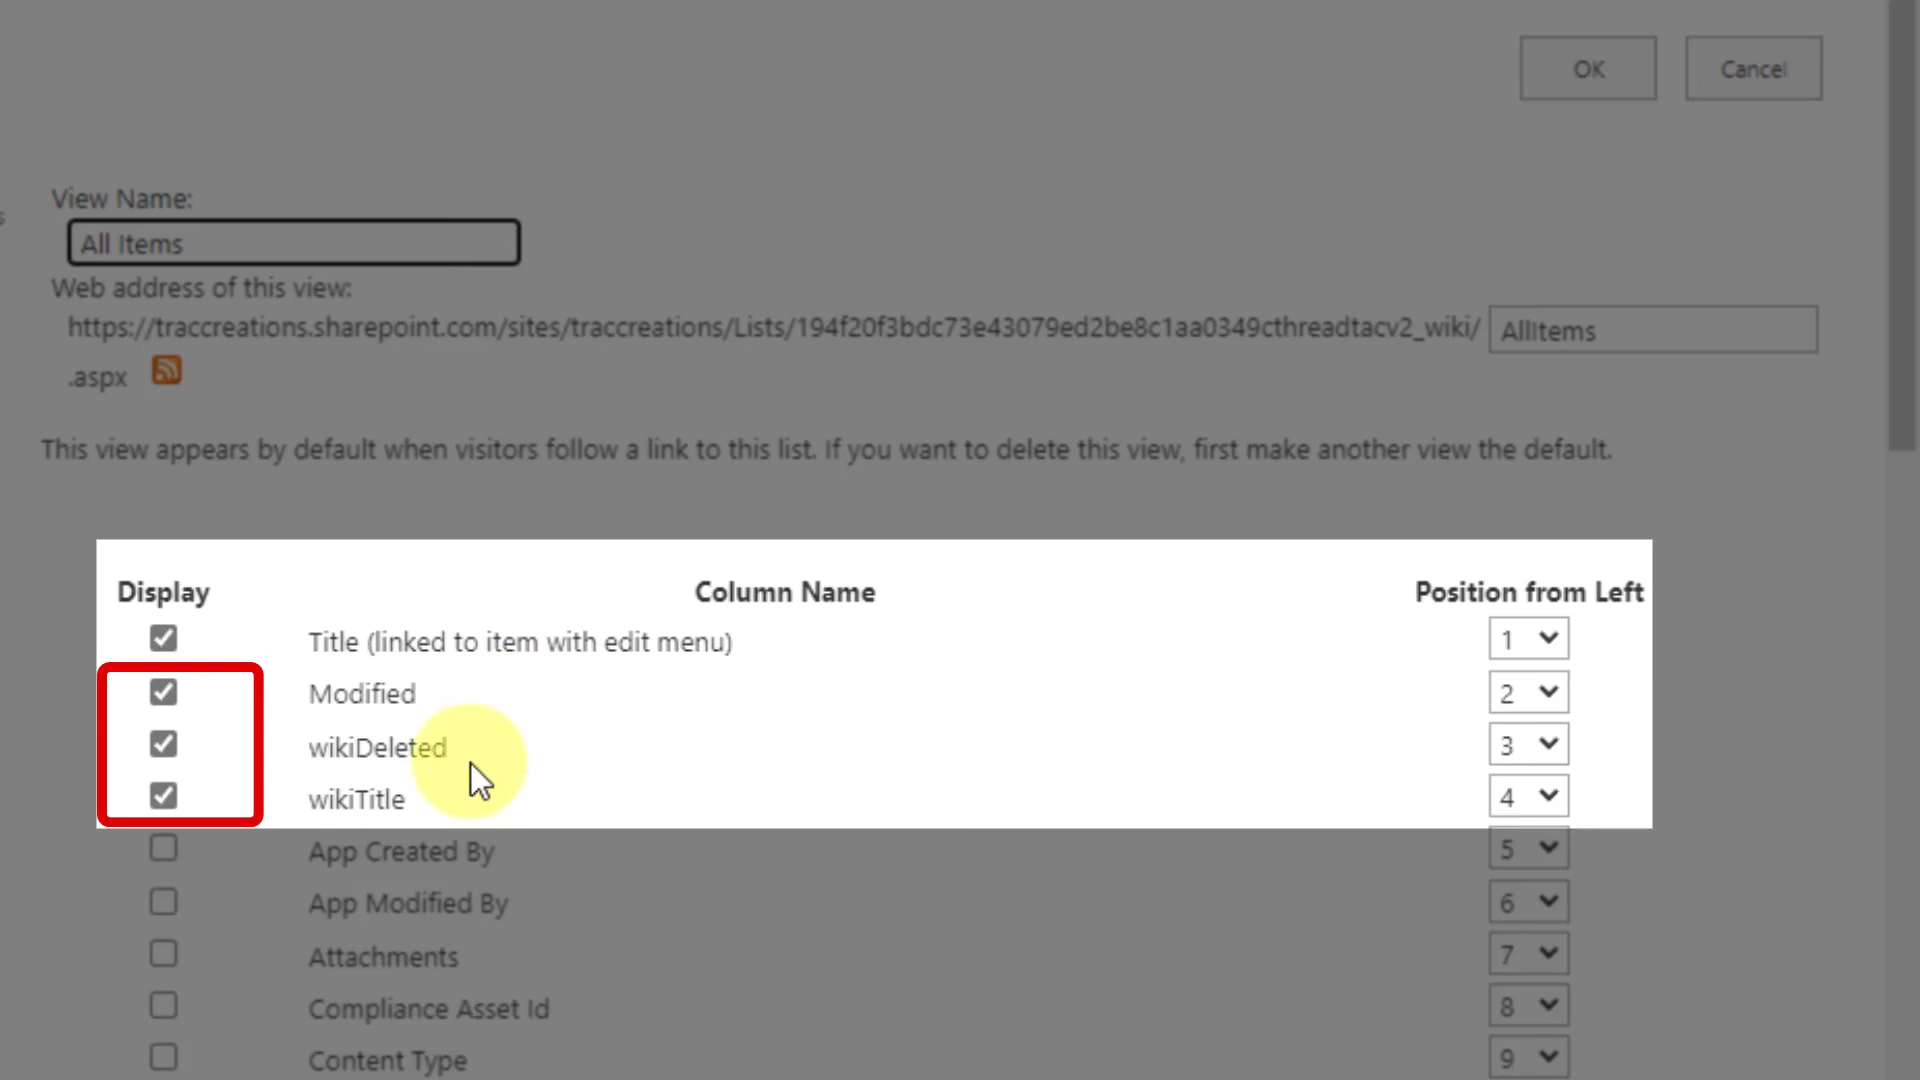 OK Cancel
View Name:
All Items
Web address of this view:
https://traccreations.sharepoint.com/sites/traccreations/Lists/194f20f3bdc73e43079ed2be8c1aa0349cthreadtacv2_wiki/ AllItems
.aspx
This view appears by default when visitors follow a link to this list. If you want to delete this view, first make another view the default.
Display Column Name Position from Left
Title (linked to item with edit menu) 1
Modified 2
wikiDeleted 3
wikiTitle 4
App Created By 5
App Modified By 6
Attachments 7
Compliance Asset Id 8
Content Type 9